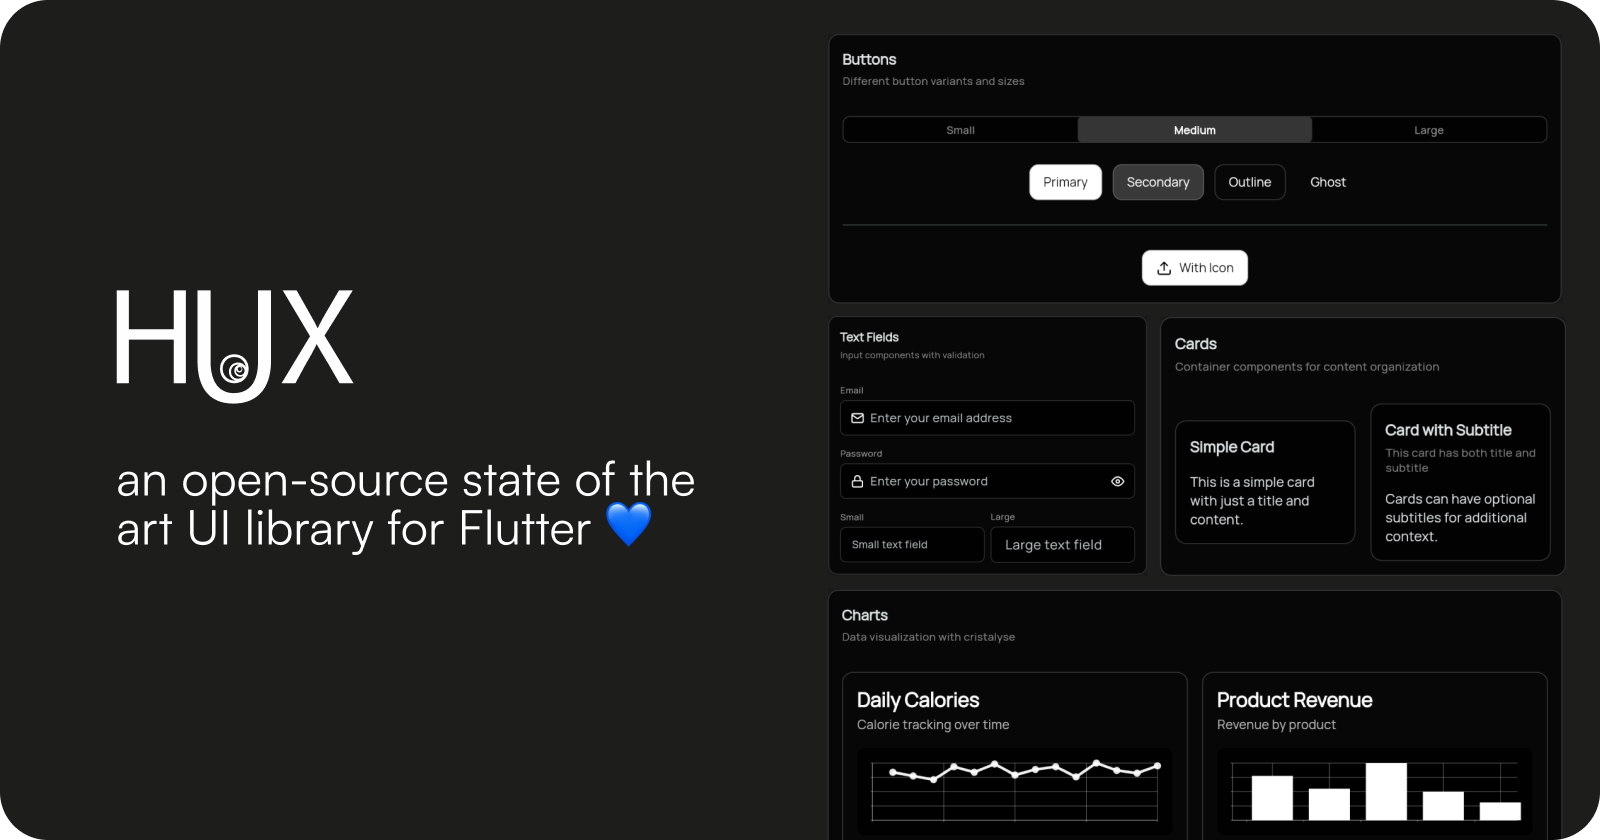 HUX
an open-source state of the
art UI library for Flutter 💙
Buttons
Different button variants and sizes
Small
Medium
Large
Primary
Secondary
Outline
Ghost
With Icon
Text Fields
Input components with validation
Email
Enter your email address
Password
Enter your password
Small
Large
Small text field
Large text field
Cards
Container components for content organization
Simple Card
This is a simple card
with just a title and
content.
Card with Subtitle
This card has both title and
subtitle
Cards can have optional
subtitles for additional
context.
Charts
Data visualization with cristalyse
Daily Calories
Calorie tracking over time
Product Revenue
Revenue by product